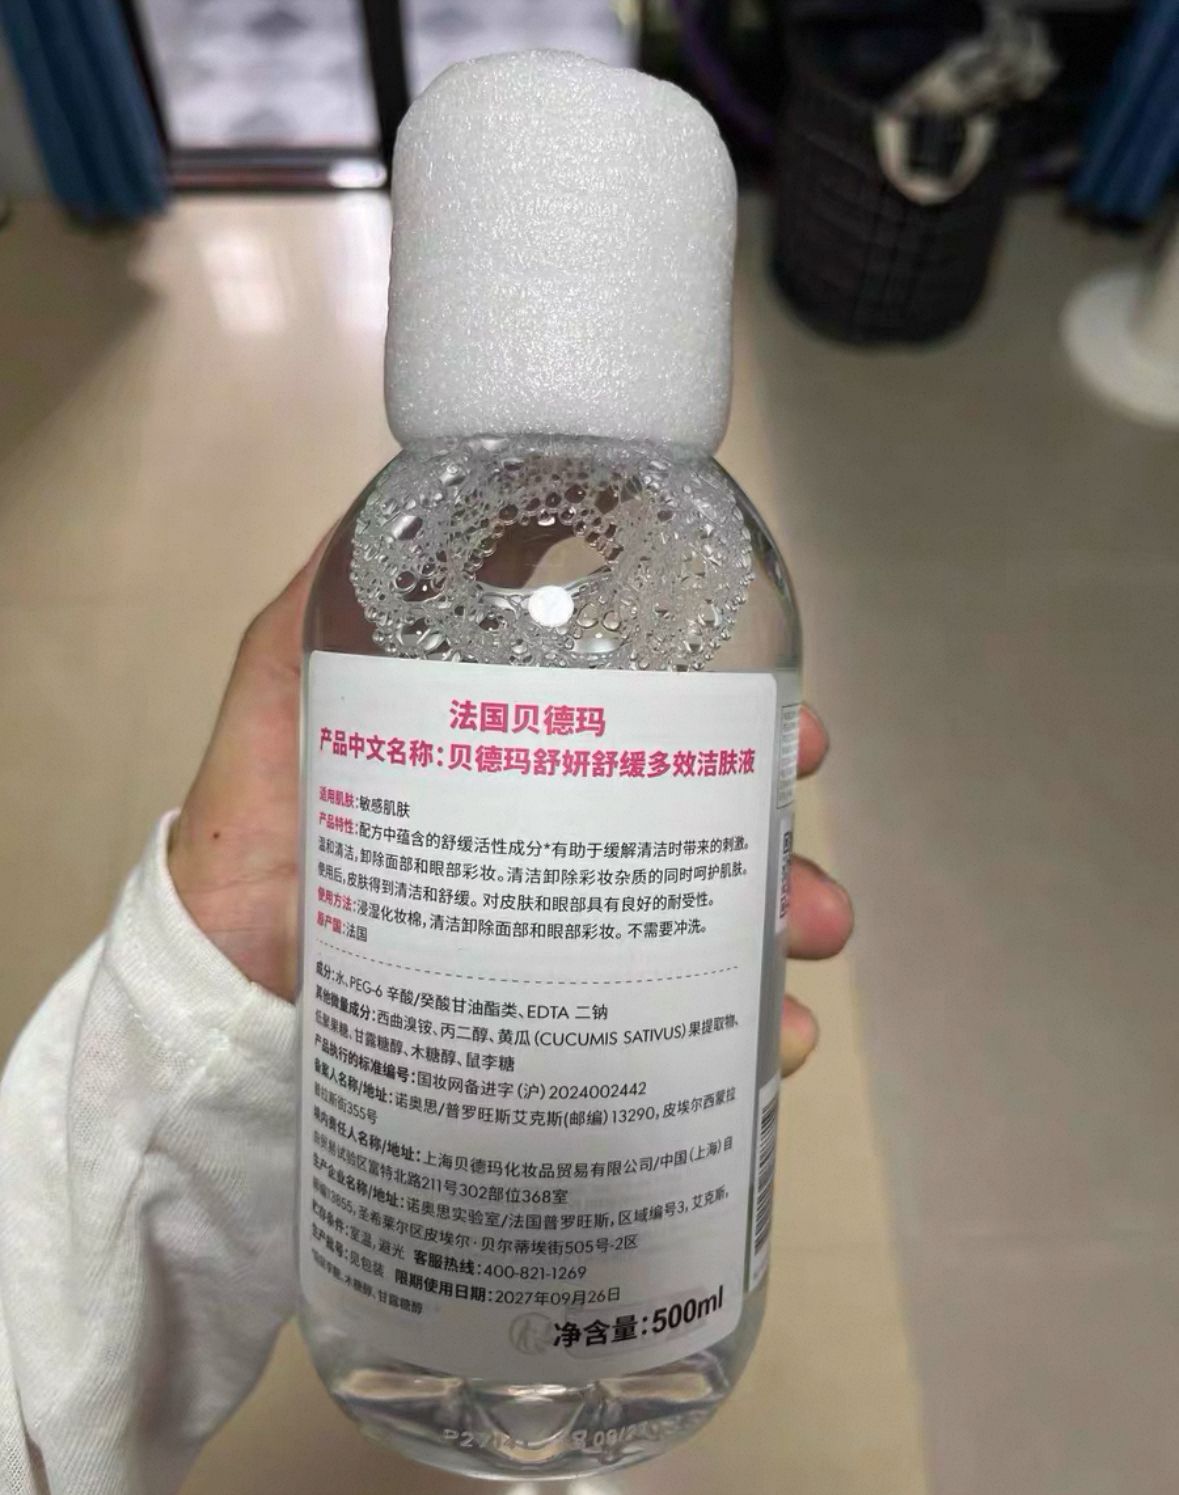 法国贝德玛
产品中文名称：贝德玛舒妍舒缓多效洁肤液
适用肌肤：敏感肌肤
产品特性：配方中蕴含的舒缓活性成分*有助于缓解清洁时带来的刺激。
温和清洁，卸除面部和眼部彩妆。清洁卸除彩妆杂质的同时呵护肌肤。
使用后，皮肤得到清洁和舒缓。对皮肤和眼部具有良好的耐受性。
使用方法：浸湿化妆棉，清洁卸除面部和眼部彩妆。不需要冲洗。
原产国：法国
成分：水、PEG-6 辛酸/癸酸甘油酯类、EDTA 二钠
其他微量成分：西曲溴铵、丙二醇、黄瓜（CUCUMIS SATIVUS）果提取物、
低聚果糖、甘露糖醇、木糖醇、鼠李糖
产品执行的标准编号：国妆网备进字（沪）2024002442
备案人名称/地址：诺奥思/普罗旺斯艾克斯(邮编)13290，皮埃尔西蒙拉
普拉斯街355号
境内责任人名称/地址：上海贝德玛化妆品贸易有限公司/中国（上海）自
由贸易试验区富特北路211号302部位368室
生产企业名称/地址：诺奥思实验室/法国普罗旺斯，区域编号3，艾克斯，
邮编13855，圣希莱尔区皮埃尔·贝尔蒂埃街505号-2区
贮存条件：室温，避光 客服热线：400-821-1269
生产批号：见包装 限期使用日期：2027年09月26日
*鼠李糖、木糖醇、甘露糖醇
净含量：500ml